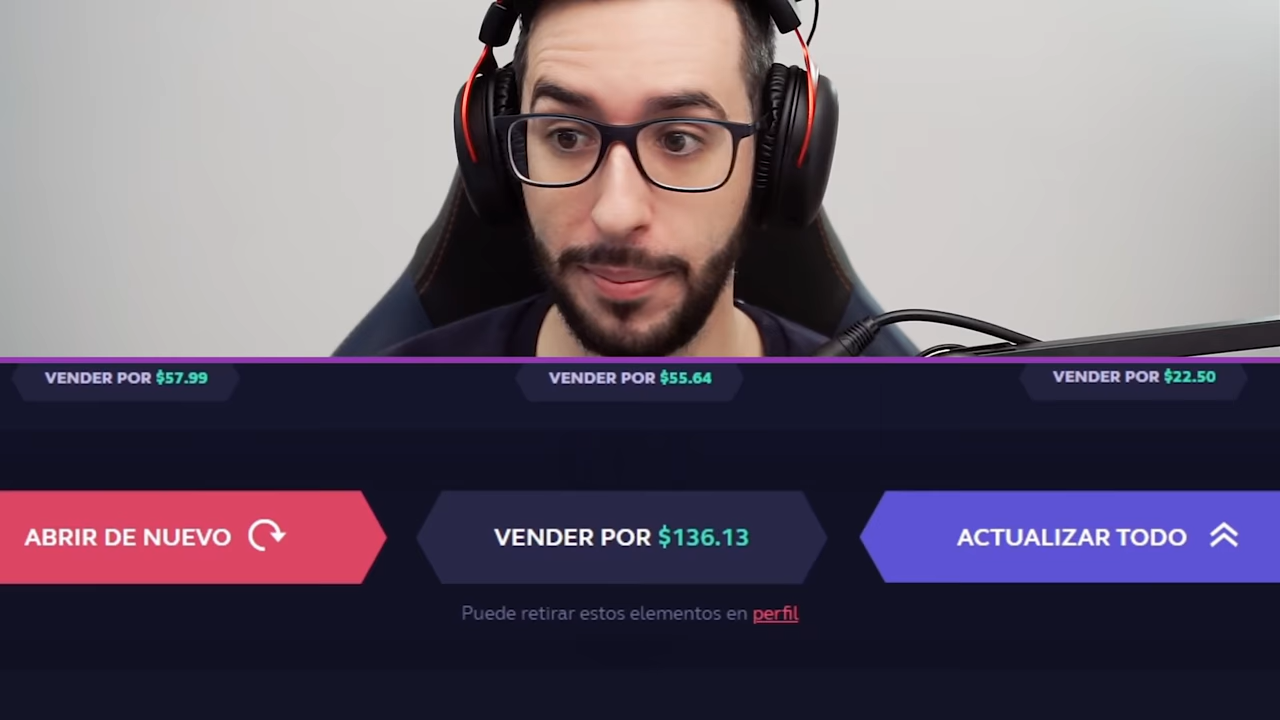 VENDER POR $57.99
VENDER POR $55.64
VENDER POR $22.50
ABRIR DE NUEVO
VENDER POR $136.13
ACTUALIZAR TODO
Puede retirar estos elementos en perfil